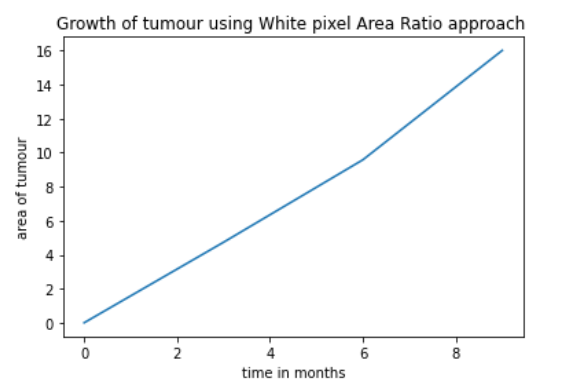 Growth of tumour using White pixel Area Ratio approach
16
14
12
10
8
6
4
2
0
area of tumour
0 2 4 6 8
time in months